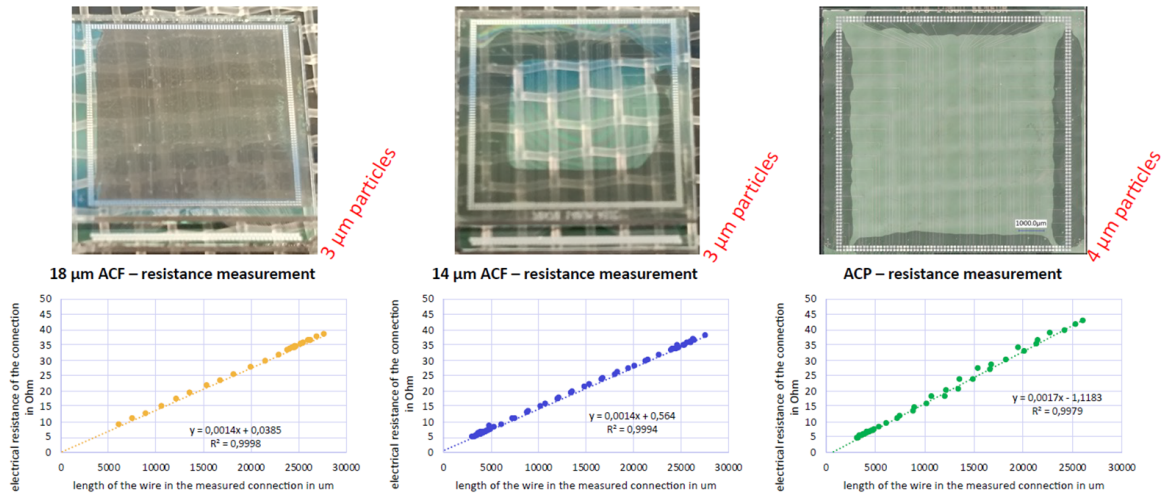 3 µm particles
3 µm particles
1000.0µm
4 µm particles
18 µm ACF – resistance measurement
14 µm ACF – resistance measurement
ACP – resistance measurement
electrical resistance of the connection
in Ohm
50
45
40
35
30
25
20
15
10
5
0
y = 0,0014x + 0,0385
R² = 0,9998
0
5000
10000
15000
20000
25000
30000
length of the wire in the measured connection in um
electrical resistance of the connection
in Ohm
50
45
40
35
30
25
20
15
10
5
0
y = 0,0014x + 0,564
R² = 0,9994
0
5000
10000
15000
20000
25000
30000
length of the wire in the measured connection in um
electrical resistance of the connection
in Ohm
50
45
40
35
30
25
20
15
10
5
0
y = 0,0017x - 1,1183
R² = 0,9979
0
5000
10000
15000
20000
25000
30000
length of the wire in the measured connection in um